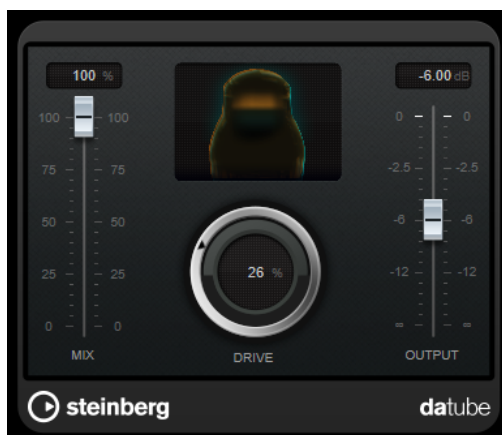 100 %
-6.00 dB
100 100
75 75
50 50
25 25
0 0
MIX
26 %
DRIVE
0 0
-2.5 -2.5
-6 -6
-12 -12
∞ ∞
OUTPUT
steinberg
datube